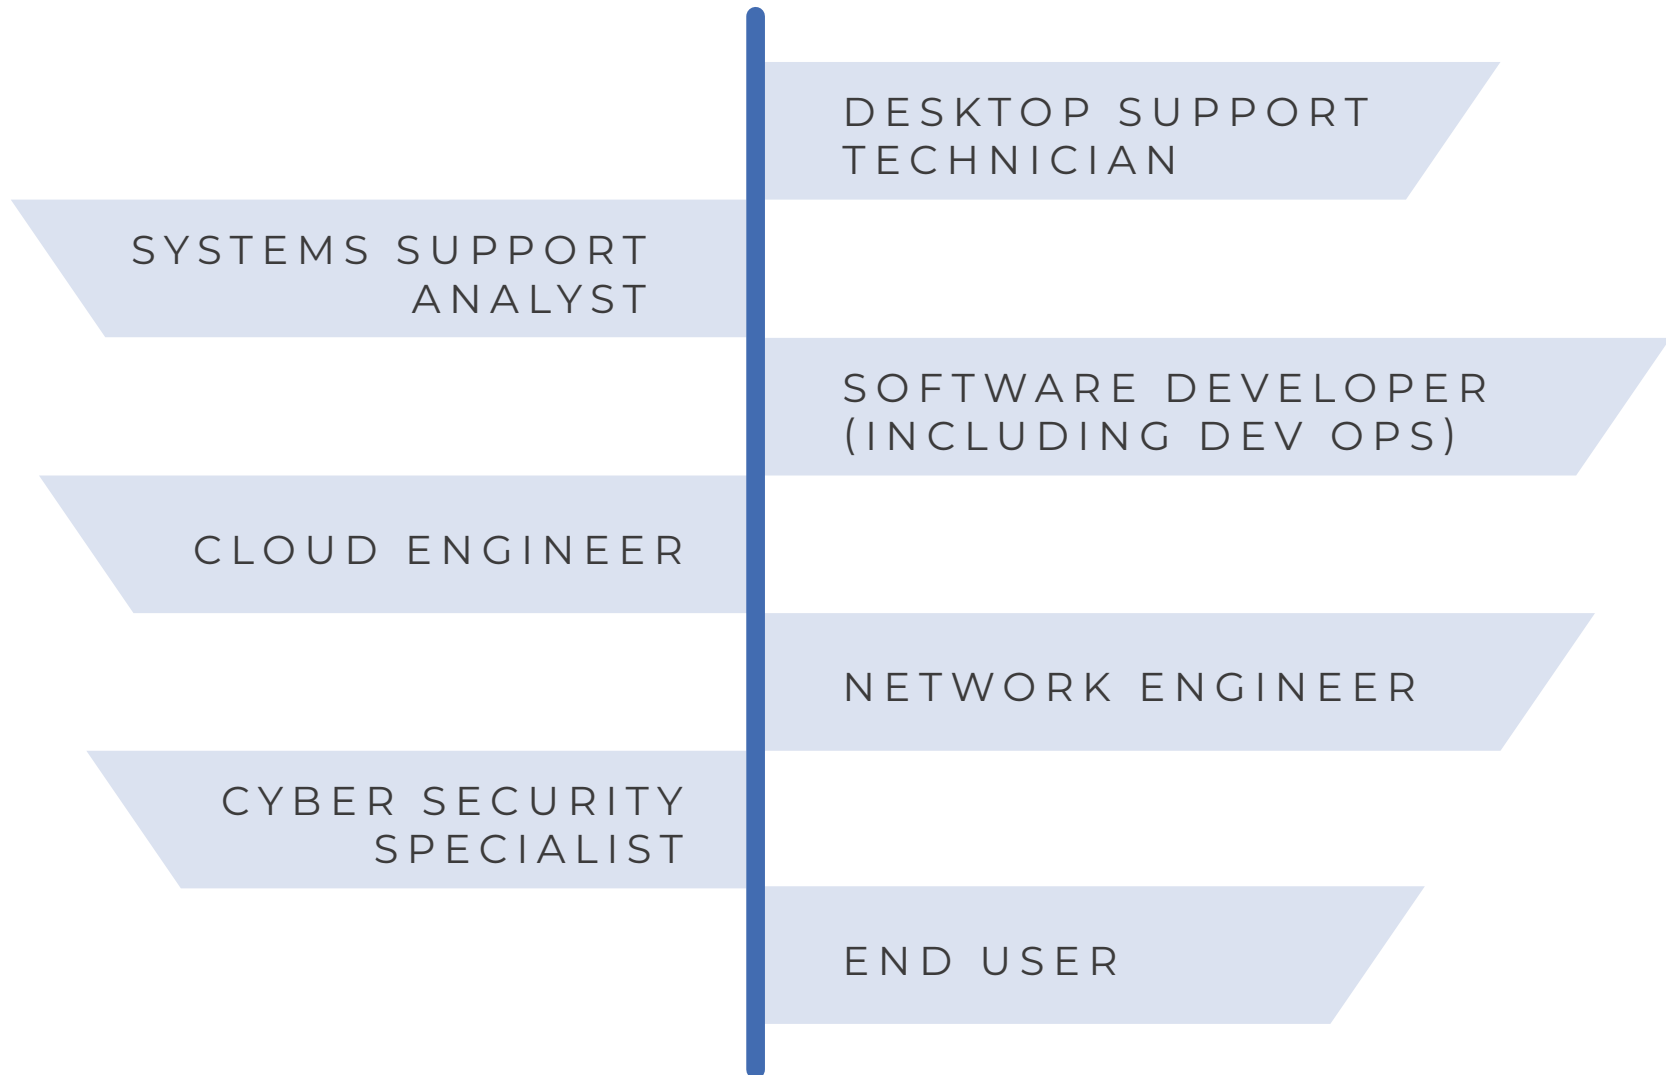 DESKTOP SUPPORT
TECHNICIAN
SYSTEMS SUPPORT
ANALYST
SOFTWARE DEVELOPER
(INCLUDING DEV OPS)
CLOUD ENGINEER
NETWORK ENGINEER
CYBER SECURITY
SPECIALIST
END USER